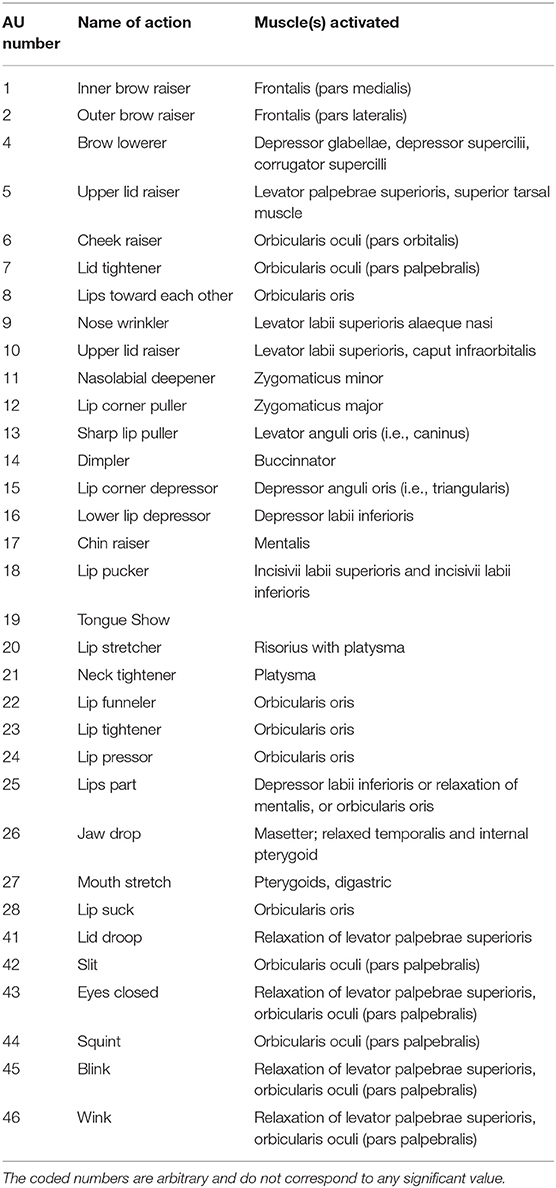 AU number Name of action Muscle(s) activated
1 Inner brow raiser Frontalis (pars medialis)
2 Outer brow raiser Frontalis (pars lateralis)
4 Brow lowerer Depressor glabellae, depressor supercilii,
corrugator supercilli
5 Upper lid raiser Levator palpebrae superioris, superior tarsal
muscle
6 Cheek raiser Orbicularis oculi (pars orbitalis)
7 Lid tightener Orbicularis oculi (pars palpebralis)
8 Lips toward each other Orbicularis oris
9 Nose wrinkler Levator labii superioris alaeque nasi
10 Upper lid raiser Levator labii superioris, caput infraorbitalis
11 Nasolabial deepener Zygomaticus minor
12 Lip corner puller Zygomaticus major
13 Sharp lip puller Levator anguli oris (i.e., caninus)
14 Dimpler Buccinnator
15 Lip corner depressor Depressor anguli oris (i.e., triangularis)
16 Lower lip depressor Depressor labii inferioris
17 Chin raiser Mentalis
18 Lip pucker Incisivii labii superioris and incisivii labii
inferioris
19 Tongue Show
20 Lip stretcher Risorius with platysma
21 Neck tightener Platysma
22 Lip funneler Orbicularis oris
23 Lip tightener Orbicularis oris
24 Lip pressor Orbicularis oris
25 Lips part Depressor labii inferioris or relaxation of
mentalis, or orbicularis oris
26 Jaw drop Masetter; relaxed temporalis and internal
pterygoid
27 Mouth stretch Pterygoids, digastric
28 Lip suck Orbicularis oris
41 Lid droop Relaxation of levator palpebrae superioris
42 Slit Orbicularis oculi (pars palpebralis)
43 Eyes closed Relaxation of levator palpebrae superioris,
orbicularis oculi (pars palpebralis)
44 Squint Orbicularis oculi (pars palpebralis)
45 Blink Relaxation of levator palpebrae superioris,
orbicularis oculi (pars palpebralis)
46 Wink Relaxation of levator palpebrae superioris,
orbicularis oculi (pars palpebralis)
The coded numbers are arbitrary and do not correspond to any significant value.